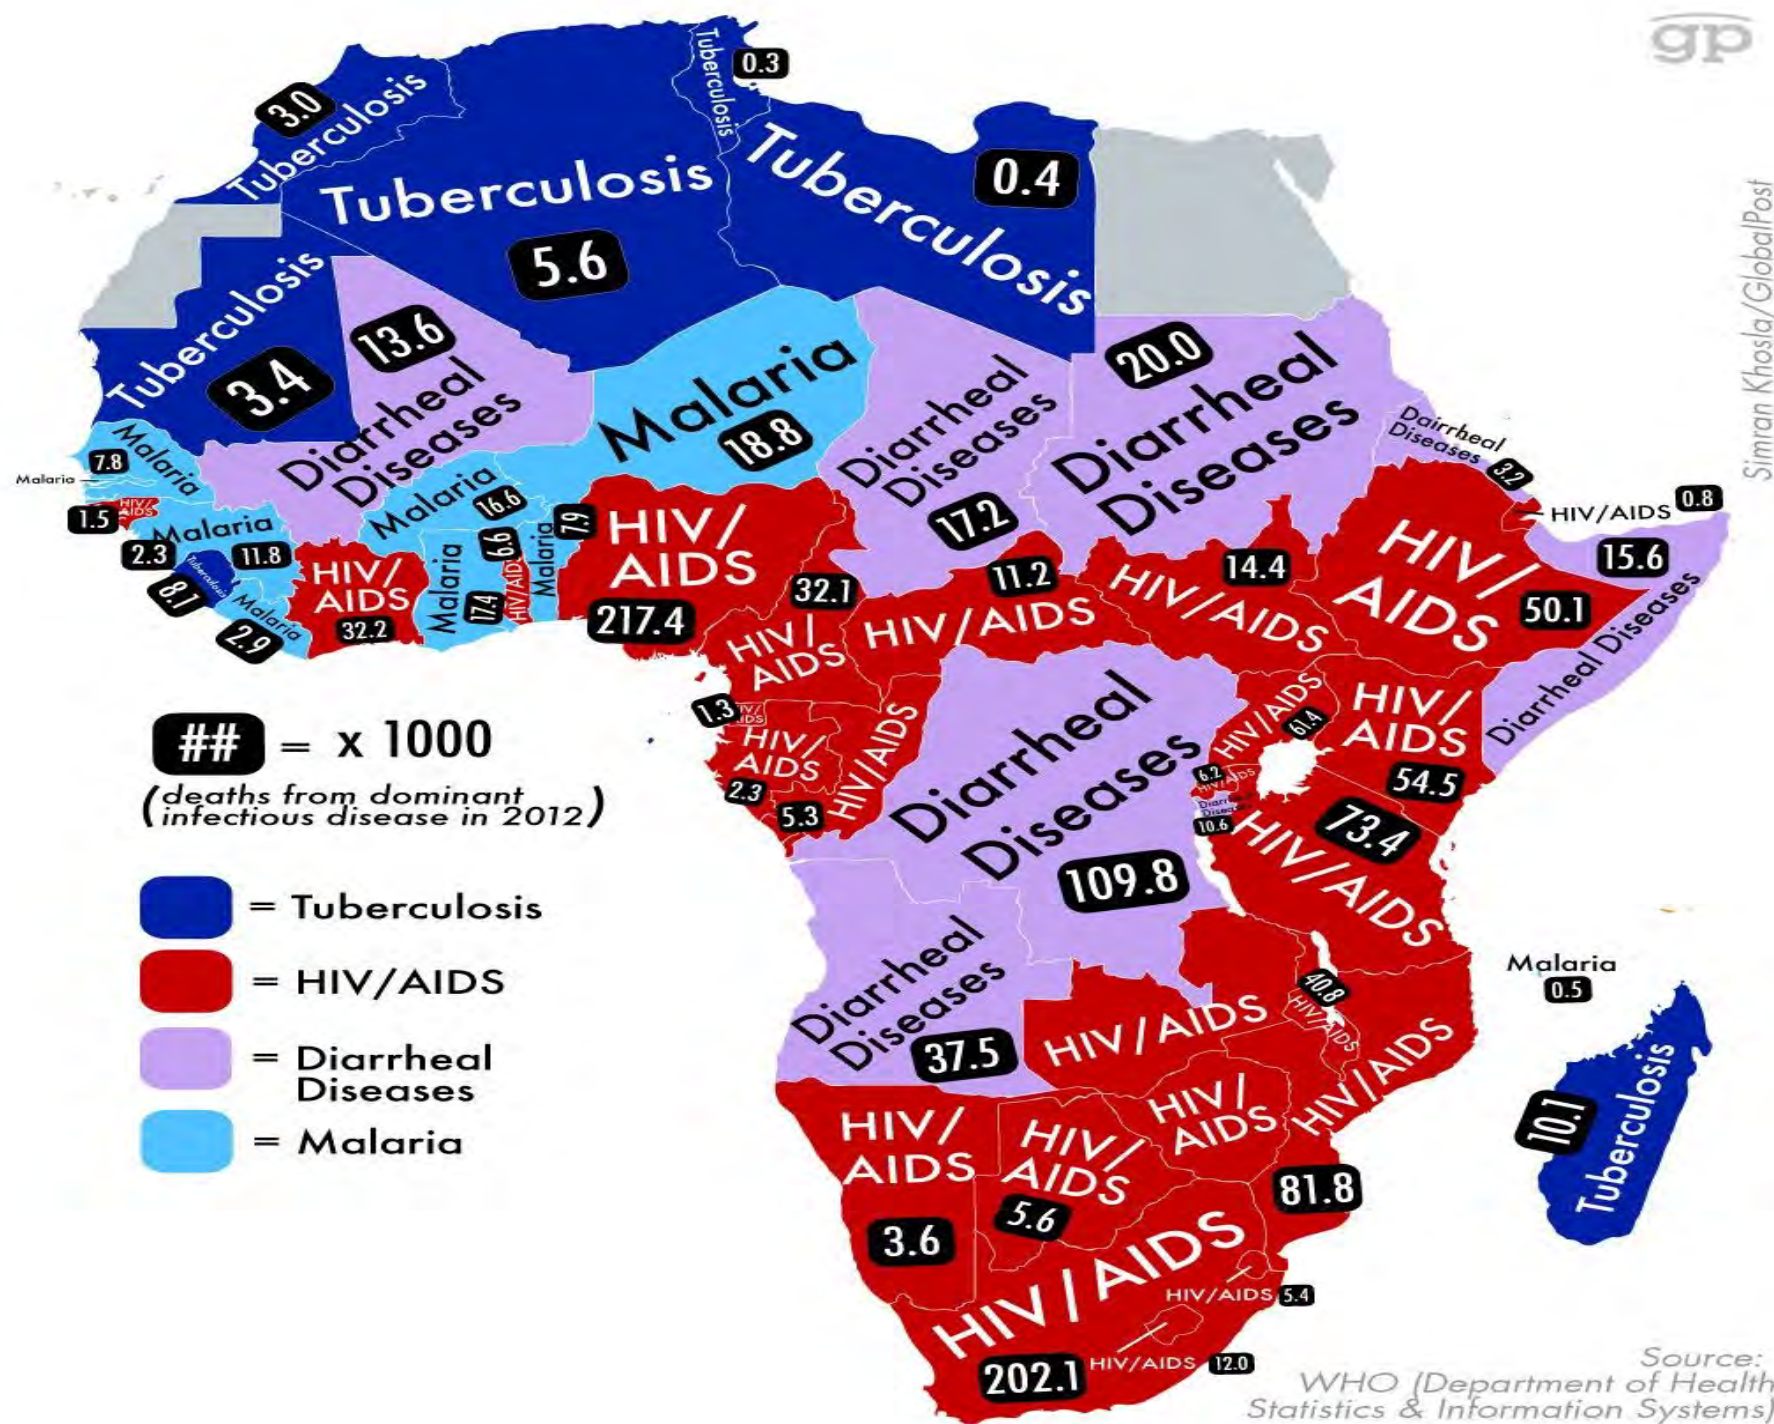 gp
Simran Khosla/GlobalPost
3.0
Tuberculosis
Tuberculosis
0.3
Tuberculosis
5.6
Tuberculosis
0.4
Tuberculosis
3.4
13.6
Diarrheal
Diseases
Malaria
18.8
Diarrheal
Diseases
17.2
20.0
Diarrheal
Diseases
Dairrheal
Diseases
3.2
HIV/AIDS
0.8
15.6
Diarrheal Diseases
Malaria
7.8
Malaria
HIV/
AIDS
1.5
Malaria
2.3
11.8
Tuberculosis
8.1
Malaria
2.9
HIV/
AIDS
32.2
Malaria
16.6
Malaria
17.4
6.6
HIV/AIDS
Malaria
7.9
HIV/
AIDS
217.4
32.1
HIV/
AIDS
11.2
HIV/AIDS
14.4
HIV/AIDS
HIV/
AIDS
50.1
1.3
HIV/
AIDS
2.3
5.3
HIV/AIDS
Diarrheal
Diseases
109.8
HIV/AIDS
61.4
HIV/
AIDS
54.5
6.2
HIV/AIDS
10.6
73.4
HIV/AIDS
## = x 1000
(deaths from dominant
infectious disease in 2012)
= Tuberculosis
= HIV/AIDS
= Diarrheal
Diseases
= Malaria
Diarrheal
Diseases
37.5
HIV/AIDS
40.8
HIV/AIDS
HIV/AIDS
81.8
Malaria
0.5
10.1
Tuberculosis
HIV/
AIDS
3.6
HIV/
AIDS
5.6
HIV/
AIDS
HIV/AIDS
202.1
HIV/AIDS 5.4
HIV/AIDS 12.0
Source:
WHO (Department of Health
Statistics & Information Systems)